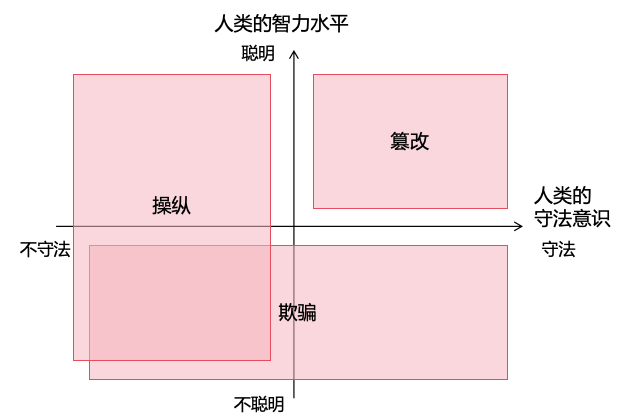 人类的智力水平
聪明
篡改
操纵
人类的
守法意识
不守法
守法
欺骗
不聪明